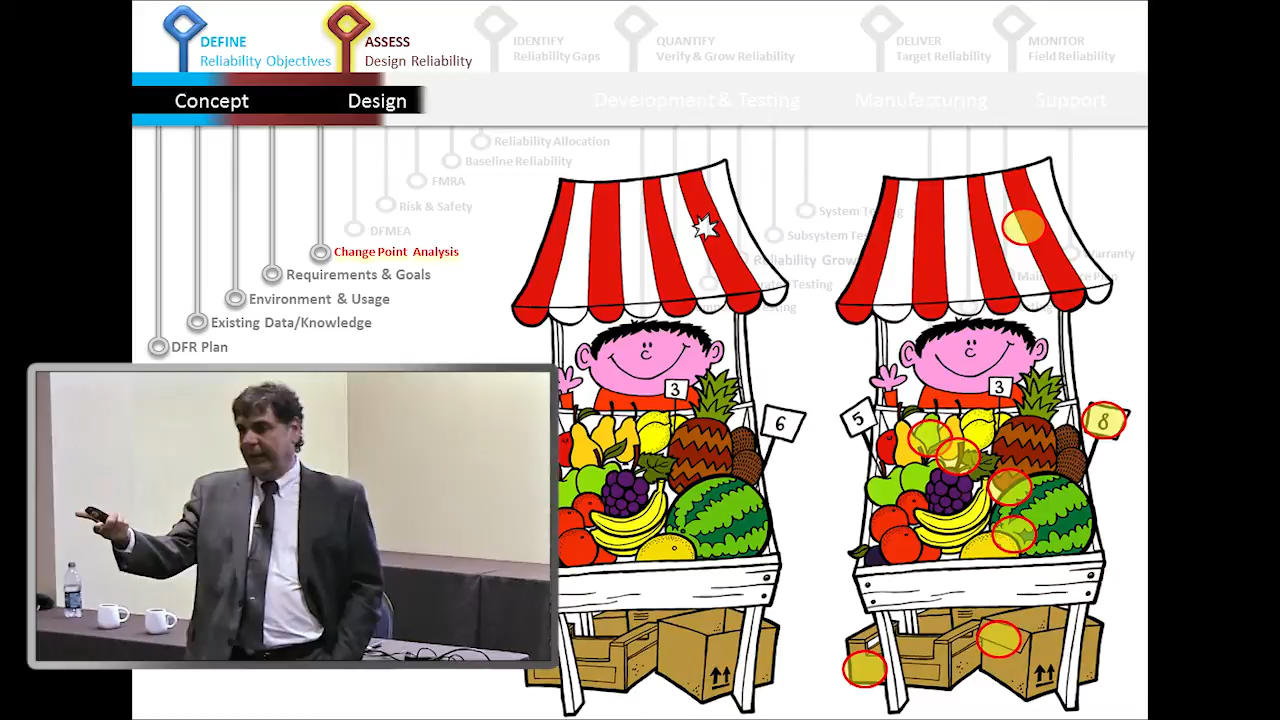 DEFINE
Reliability Objectives
ASSESS
Design Reliability
IDENTIFY
Reliability Gaps
QUANTIFY
Verify & Grow Reliability
DELIVER
Target Reliability
MONITOR
Field Reliability
Concept
Design
Development & Testing
Manufacturing
Support
Reliability Allocation
Baseline Reliability
FMRA
Risk & Safety
DFMEA
Change Point Analysis
Requirements & Goals
Environment & Usage
Existing Data/Knowledge
DFR Plan
System
Subsystem
Reliability Grow
Testing
Warranty
3
6
5
3
8